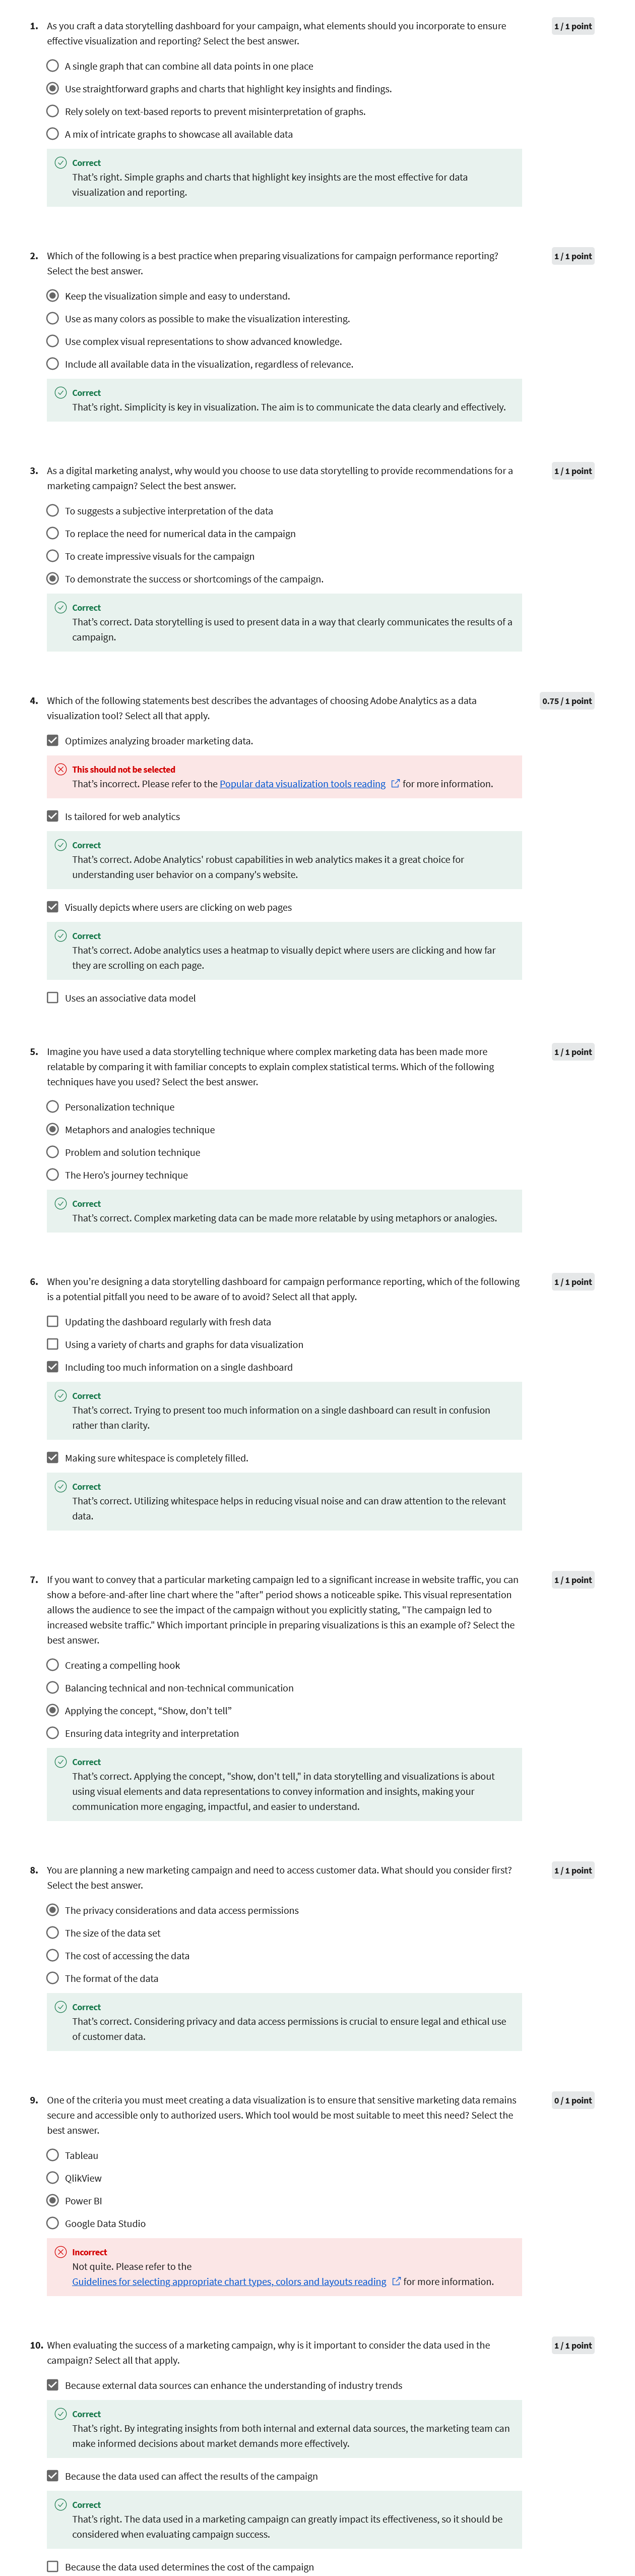 1. As you craft a data storytelling dashboard for your campaign, what elements should you incorporate to ensure
1 / 1 point
effective visualization and reporting? Select the best answer.
A single graph that can combine all data points in one place
Use straightforward graphs and charts that highlight key insights and findings.
Rely solely on text-based reports to prevent misinterpretation of graphs.
A mix of intricate graphs to showcase all available data
Correct
That's right. Simple graphs and charts that highlight key insights are the most effective for data
visualization and reporting.
2. Which of the following is a best practice when preparing visualizations for campaign performance reporting?
1 / 1 point
Select the best answer.
Keep the visualization simple and easy to understand.
Use as many colors as possible to make the visualization interesting.
Use complex visual representations to show advanced knowledge.
Include all available data in the visualization, regardless of relevance.
Correct
That's right. Simplicity is key in visualization. The aim is to communicate the data clearly and effectively.
3. As a digital marketing analyst, why would you choose to use data storytelling to provide recommendations for a
1 / 1 point
marketing campaign? Select the best answer.
To suggests a subjective interpretation of the data
To replace the need for numerical data in the campaign
To create impressive visuals for the campaign
To demonstrate the success or shortcomings of the campaign.
Correct
That's correct. Data storytelling is used to present data in a way that clearly communicates the results of a
campaign.
4. Which of the following statements best describes the advantages of choosing Adobe Analytics as a data
0.75 / 1 point
visualization tool? Select all that apply.
Optimizes analyzing broader marketing data.
This should not be selected
That's incorrect. Please refer to the Popular data visualization tools reading for more information.
Is tailored for web analytics
Correct
That's correct. Adobe Analytics' robust capabilities in web analytics makes it a great choice for
understanding user behavior on a company's website.
Visually depicts where users are clicking on web pages
Correct
That's correct. Adobe analytics uses a heatmap to visually depict where users are clicking and how far
they are scrolling on each page.
Uses an associative data model
5. Imagine you have used a data storytelling technique where complex marketing data has been made more
1 / 1 point
relatable by comparing it with familiar concepts to explain complex statistical terms. Which of the following
techniques have you used? Select the best answer.
Personalization technique
Metaphors and analogies technique
Problem and solution technique
The Hero's journey technique
Correct
That's correct. Complex marketing data can be made more relatable by using metaphors or analogies.
6. When you're designing a data storytelling dashboard for campaign performance reporting, which of the following
1 / 1 point
is a potential pitfall you need to be aware of to avoid? Select all that apply.
Updating the dashboard regularly with fresh data
Using a variety of charts and graphs for data visualization
Including too much information on a single dashboard
Correct
That's correct. Trying to present too much information on a single dashboard can result in confusion
rather than clarity.
Making sure whitespace is completely filled.
Correct
That's correct. Utilizing whitespace helps in reducing visual noise and can draw attention to the relevant
data.
7. If you want to convey that a particular marketing campaign led to a significant increase in website traffic, you can
1 / 1 point
show a before-and-after line chart where the "after" period shows a noticeable spike. This visual representation
allows the audience to see the impact of the campaign without you explicitly stating, "The campaign led to
increased website traffic." Which important principle in preparing visualizations is this an example of? Select the
best answer.
Creating a compelling hook
Balancing technical and non-technical communication
Applying the concept, "Show, don't tell"
Ensuring data integrity and interpretation
Correct
That's correct. Applying the concept, "show, don't tell," in data storytelling and visualizations is about
using visual elements and data representations to convey information and insights, making your
communication more engaging, impactful, and easier to understand.
8. You are planning a new marketing campaign and need to access customer data. What should you consider first?
1 / 1 point
Select the best answer.
The privacy considerations and data access permissions
The size of the data set
The cost of accessing the data
The format of the data
Correct
That's correct. Considering privacy and data access permissions is crucial to ensure legal and ethical use
of customer data.
9. One of the criteria you must meet creating a data visualization is to ensure that sensitive marketing data remains
0 / 1 point
secure and accessible only to authorized users. Which tool would be most suitable to meet this need? Select the
best answer.
Tableau
QlikView
Power BI
Google Data Studio
Incorrect
Not quite. Please refer to the
Guidelines for selecting appropriate chart types, colors and layouts reading for more information.
10. When evaluating the success of a marketing campaign, why is it important to consider the data used in the
1 / 1 point
campaign? Select all that apply.
Because external data sources can enhance the understanding of industry trends
Correct
That's right. By integrating insights from both internal and external data sources, the marketing team can
make informed decisions about market demands more effectively.
Because the data used can affect the results of the campaign
Correct
That's right. The data used in a marketing campaign can greatly impact its effectiveness, so it should be
considered when evaluating campaign success.
Because the data used determines the cost of the campaign